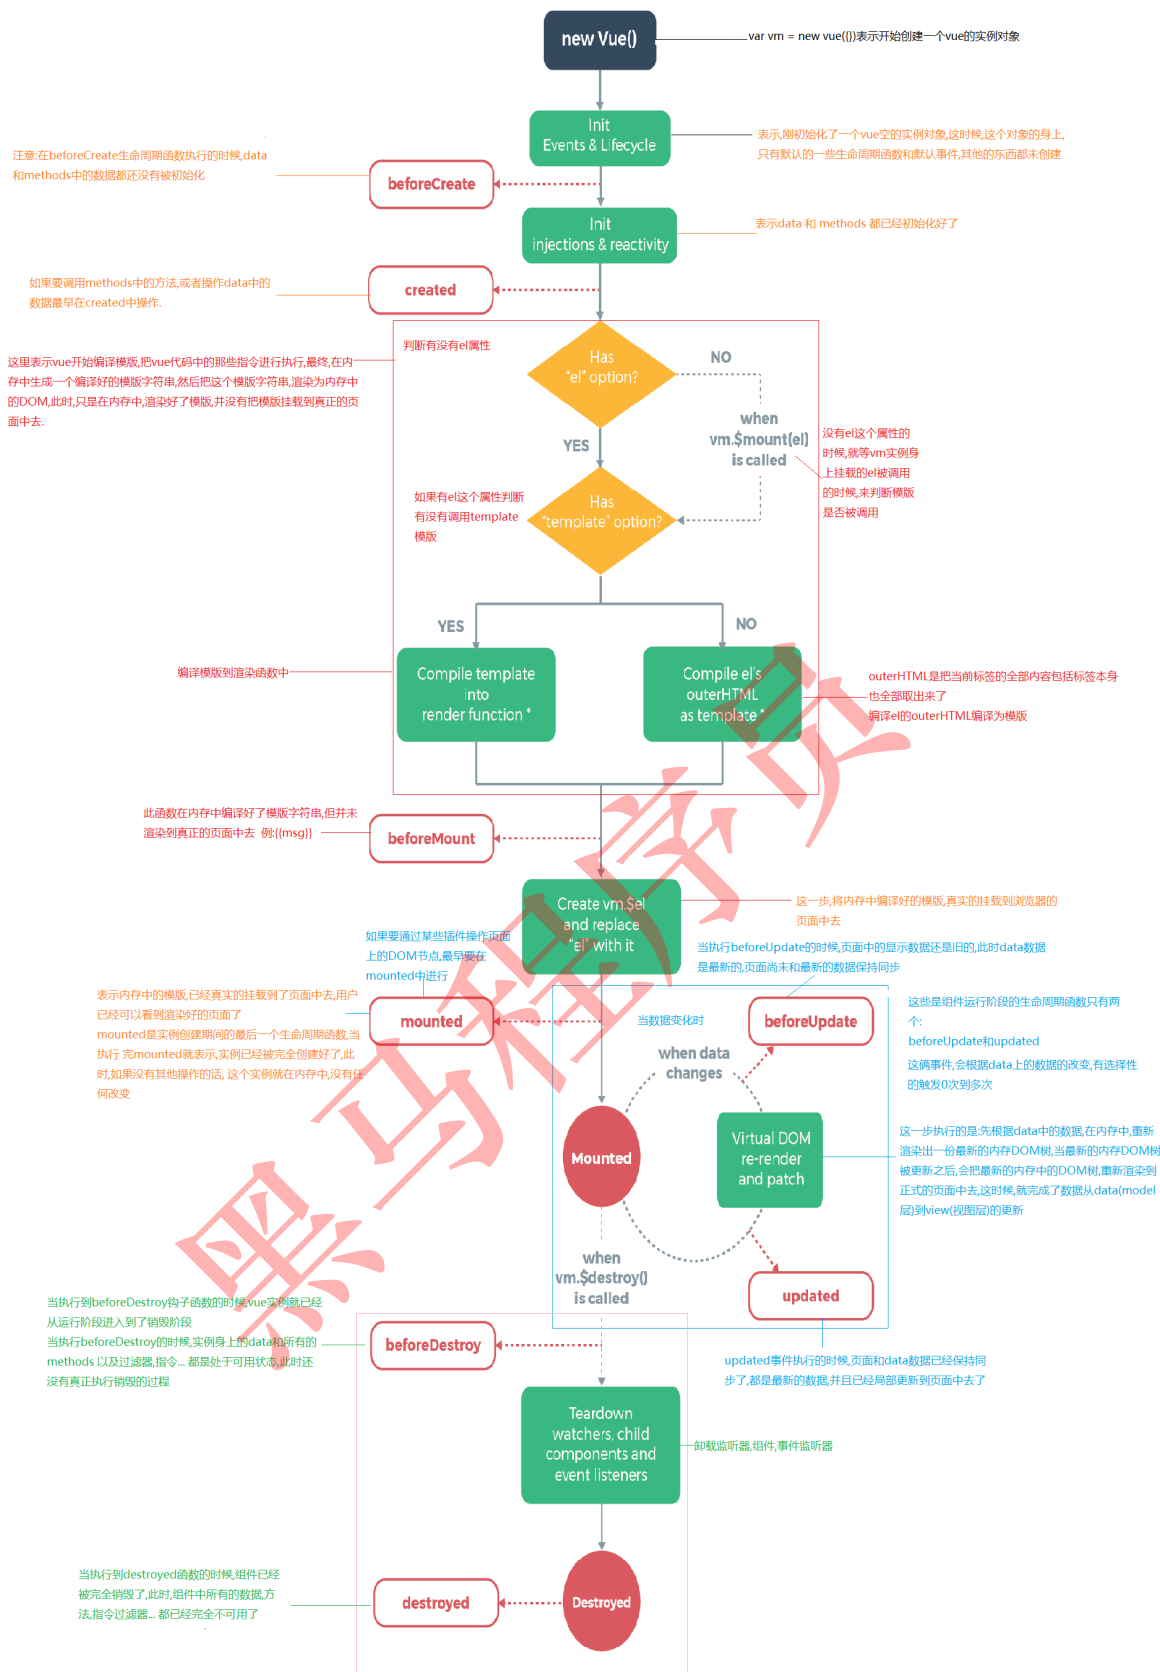 new Vue()
var vm = new vue({})表示开始创建一个vue的实例对象
Init
Events & Lifecycle
表示,刚初始化了一个vue空的实例对象,这时候,这个对象的身上,
只有默认的一些生命周期函数和默认事件,其他的东西都未创建
注意:在beforeCreate生命周期函数执行的时候,data
和methods中的数据都还没有被初始化
beforeCreate
Init
injections & reactivity
表示data 和 methods 都已经初始化好了
如果要调用methods中的方法,或者操作data中的
数据最早在created中操作.
created
判断有没有el属性
这里表示vue开始编译模版,把vue代码中的那些指令进行执行,最终,在内
存中生成一个编译好的模版字符串,然后把这个模版字符串,渲染为内存中
的DOM,此时,只是在内存中,渲染好了模版,并没有把模版挂载到真正的页
面中去.
Has
“el” option?
NO
when
vm.$mount(el)
is called
没有el这个属性的
时候,就等vm实例身
上挂载的el被调用
的时候,来判断模版
是否被调用
YES
如果有el这个属性判断
有没有调用template
模版
Has
“template” option?
YES
NO
编译模版到渲染函数中
Compile template
into
render function *
Compile el's
outerHTML
as template *
outerHTML是把当前标签的全部内容包括标签本身
也全部取出来了
编译el的outerHTML编译为模版
此函数在内存中编译好了模版字符串,但并未
渲染到真正的页面中去 例:{{msg}}
beforeMount
Create vm.$el
and replace
“el” with it
这一步,将内存中编译好的模版,真实的挂载到浏览器的
页面中去
如果要通过某些插件操作页面
上的DOM节点,最早要在
mounted中进行
当执行beforeUpdate的时候,页面中的显示数据还是旧的,此时data数据
是最新的,页面尚未和最新的数据保持同步
表示内存中的模版,已经真实的挂载到了页面中去,用户
已经可以看到渲染好的页面了
mounted是实例创建期间的最后一个生命周期函数,当
执行 完mounted就表示,实例已经被完全创建好了,此
时,如果没有其他操作的话, 这个实例就在内存中,没有任
何改变
mounted
当数据变化时
beforeUpdate
这些是组件运行阶段的生命周期函数只有两
个:
beforeUpdate和updated
这俩事件,会根据data上的数据的改变,有选择性
的触发0次到多次
when data
changes
Mounted
Virtual DOM
re-render
and patch
这一步执行的是:先根据data中的数据,在内存中,重新
渲染出一份最新的内存DOM树,当最新的内存DOM树
被更新之后,会把最新的内存中的DOM树,重新渲染到
正式的页面中去,这时候,就完成了数据从data(model
层)到view(视图层)的更新
when
vm.$destroy()
is called
updated
updated事件执行的时候,页面和data数据已经保持同
步了,都是最新的数据,并且已经局部更新到页面中去了
当执行到beforeDestroy钩子函数的时候,vue实例就已经
从运行阶段进入到了销毁阶段
当执行beforeDestroy的时候,实例身上的data和所有的
methods 以及过滤器,指令... 都是处于可用状态,此时还
没有真正执行销毁的过程
beforeDestroy
Teardown
watchers, child
components and
event listeners
卸载监听器,组件,事件监听器
当执行到destroyed函数的时候,组件已经
被完全销毁了,此时,组件中所有的数据,方
法,指令过滤器... 都已经完全不可用了
destroyed
Destroyed
黑马程序员